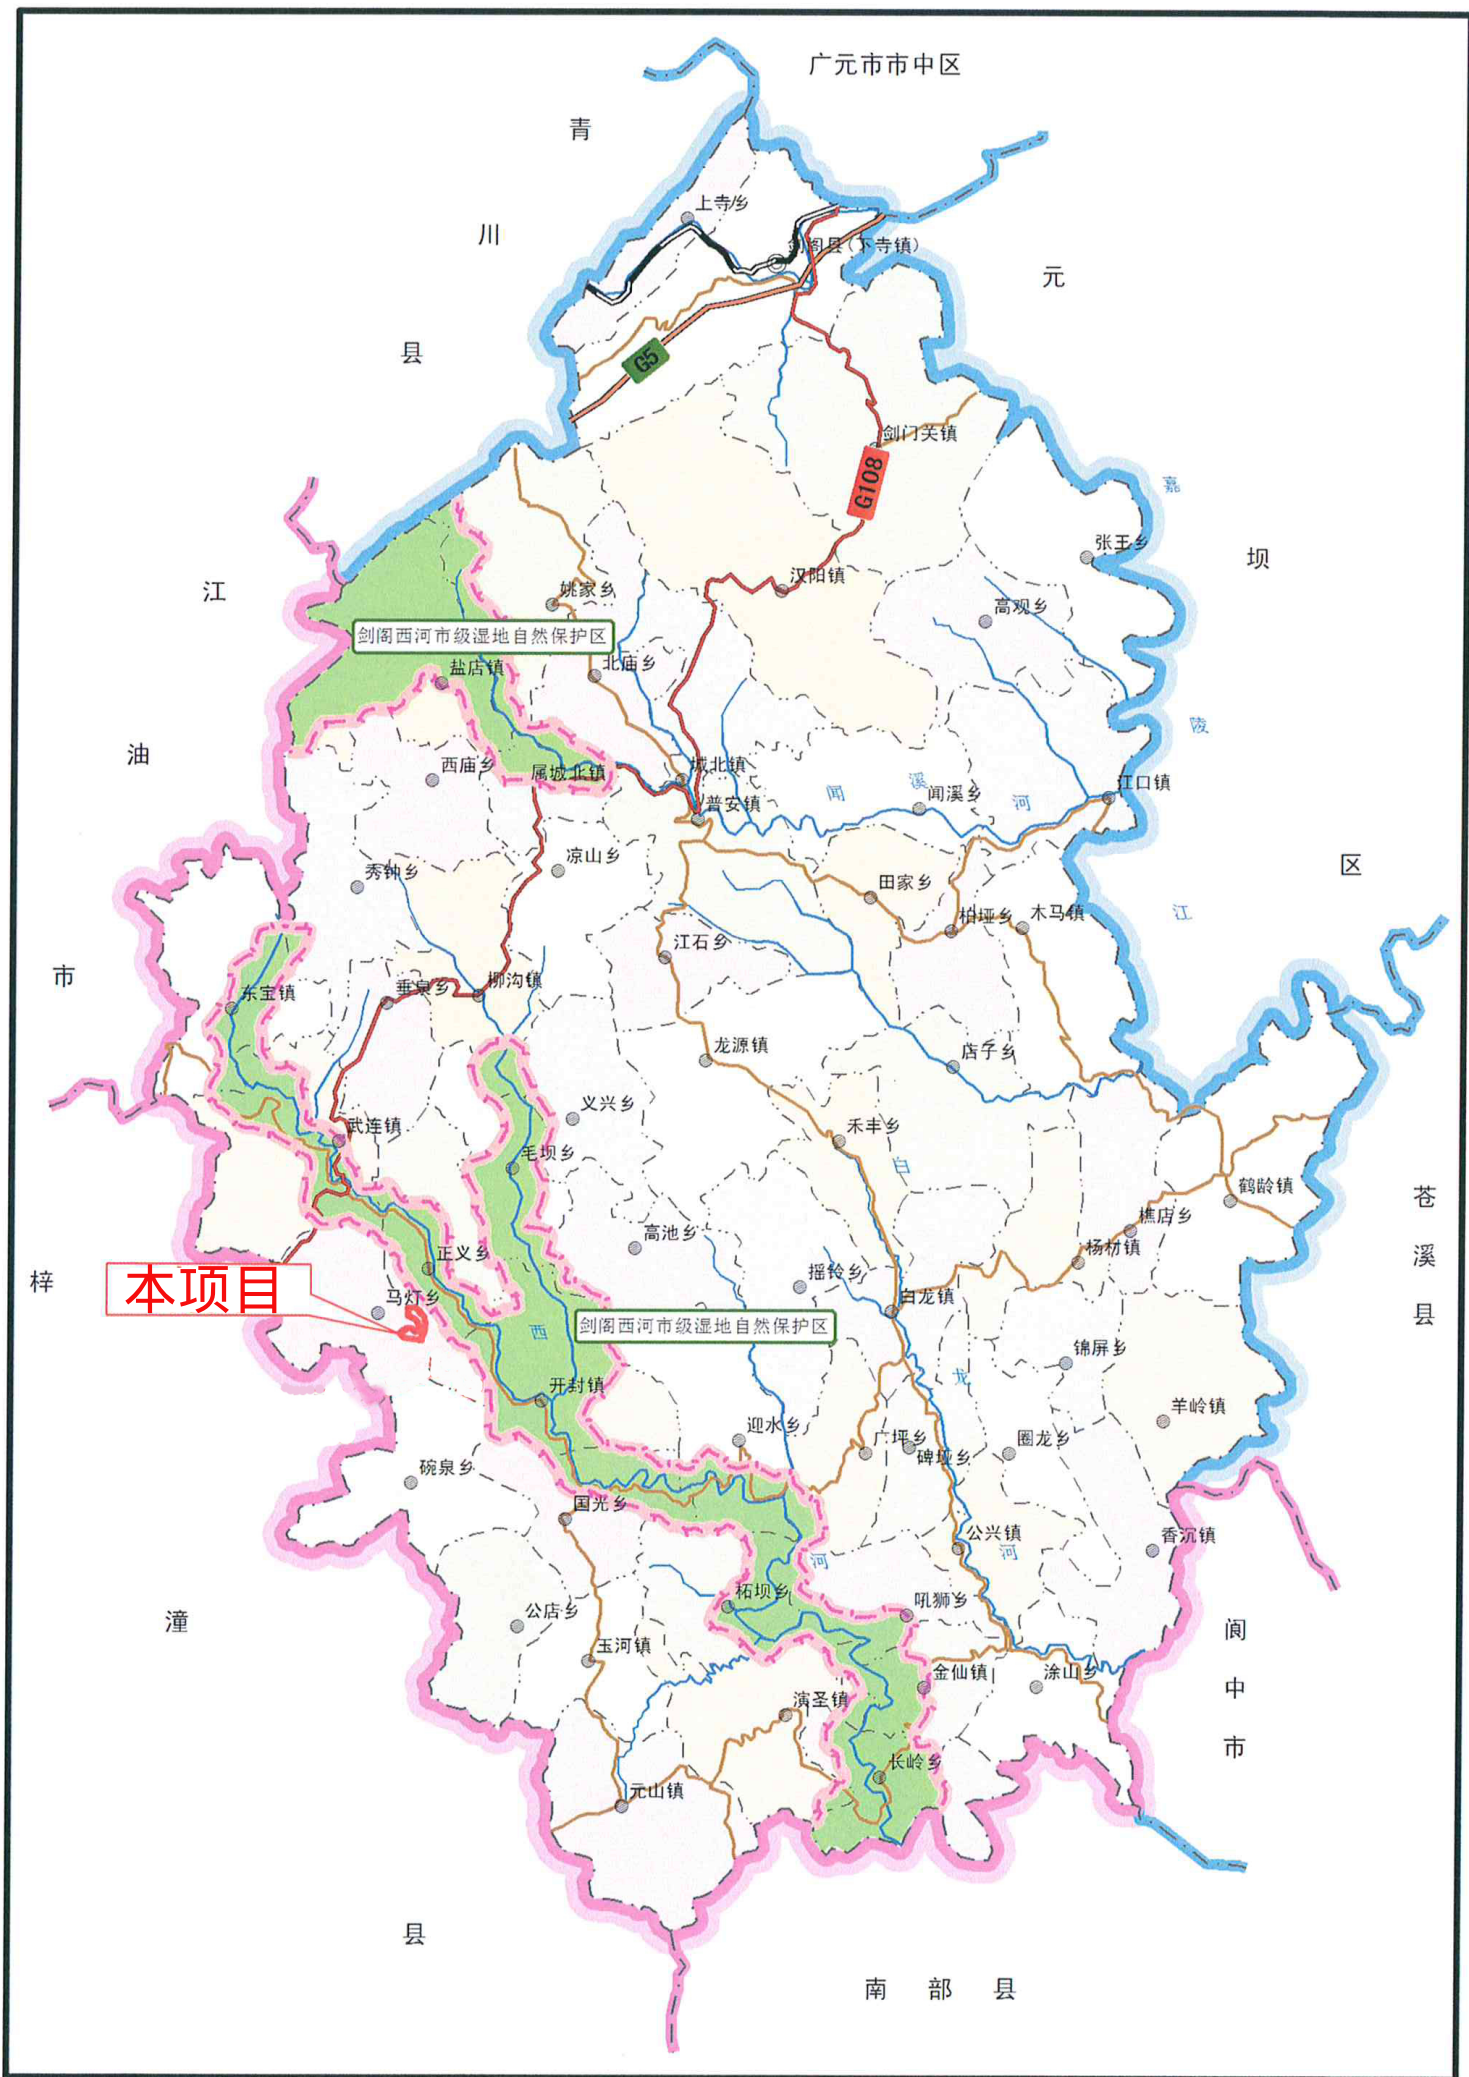 广元市市中区
青
川
县
上寺乡
剑阁县(下寺镇)
元
G5
剑门关镇
G108
嘉
张王乡
坝
江
汉阳镇
姚家乡
高观乡
剑阁西河市级湿地自然保护区
北庙乡
盐店镇
陵
油
西庙乡
属城北镇
城北镇
闻
溪
闻溪乡
河
江口镇
普安镇
凉山乡
秀钟乡
田家乡
区
柏垭乡
木马镇
江
江石乡
市
东宝镇
垂泉乡
柳沟镇
龙源镇
店子乡
义兴乡
武连镇
禾丰乡
毛坝乡
白
鹤龄镇
苍
溪
县
樵店乡
高池乡
杨村镇
正义乡
摇铃乡
梓
本项目
马灯乡
白龙镇
西
剑阁西河市级湿地自然保护区
锦屏乡
龙
开封镇
羊岭镇
迎水乡
广坪乡
碑垭乡
圈龙乡
碗泉乡
国光乡
公兴镇
河
香沉镇
河
柘坝乡
吼狮乡
公店乡
潼
阆
中
市
玉河镇
金仙镇
涂山乡
演圣镇
长岭乡
元山镇
县
南部县